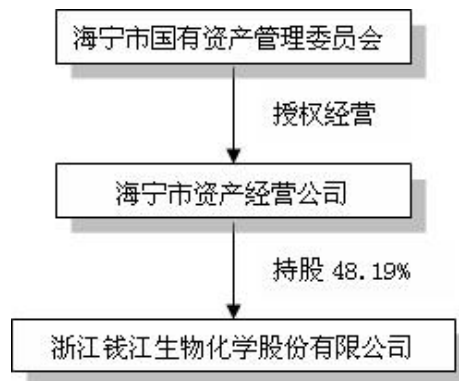 海宁市国有资产管理委员会
授权经营
海宁市资产经营公司
持股 48.19%
浙江钱江生物化学股份有限公司